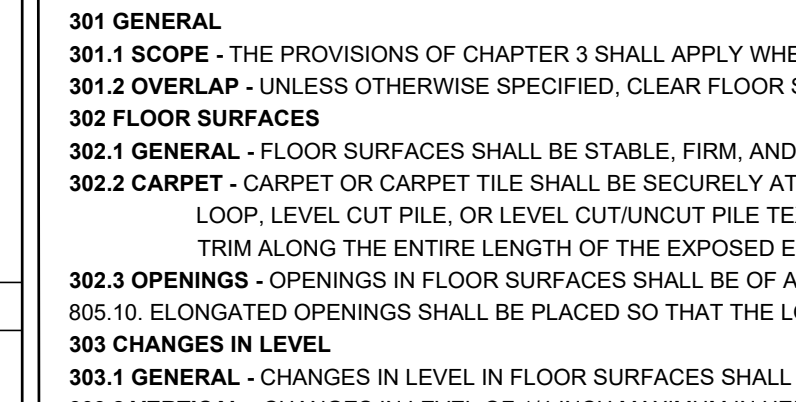 301 GENERAL
301.1 SCOPE - THE PROVISIONS OF CHAPTER 3 SHALL APPLY WHE
301.2 OVERLAP - UNLESS OTHERWISE SPECIFIED, CLEAR FLOOR
302 FLOOR SURFACES
302.1 GENERAL - FLOOR SURFACES SHALL BE STABLE, FIRM, AND
302.2 CARPET - CARPET OR CARPET TILE SHALL BE SECURELY AT
LOOP, LEVEL CUT PILE, OR LEVEL CUT/UNCUT PILE TE
TRIM ALONG THE ENTIRE LENGTH OF THE EXPOSED E
302.3 OPENINGS - OPENINGS IN FLOOR SURFACES SHALL BE OF A
805.10. ELONGATED OPENINGS SHALL BE PLACED SO THAT THE L
303 CHANGES IN LEVEL
303.1 GENERAL - CHANGES IN LEVEL IN FLOOR SURFACES SHALL